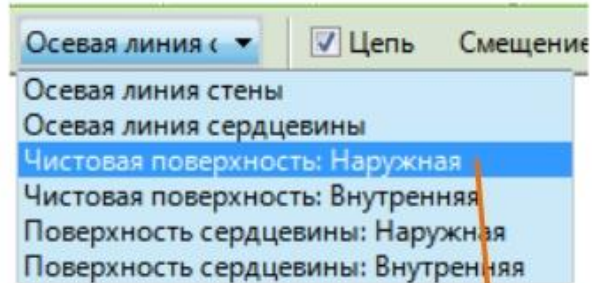 Осевая линия с Цепь Смещение
Осевая линия стены
Осевая линия сердцевины
Чистовая поверхность: Наружная
Чистовая поверхность: Внутренняя
Поверхность сердцевины: Наружная
Поверхность сердцевины: Внутренняя